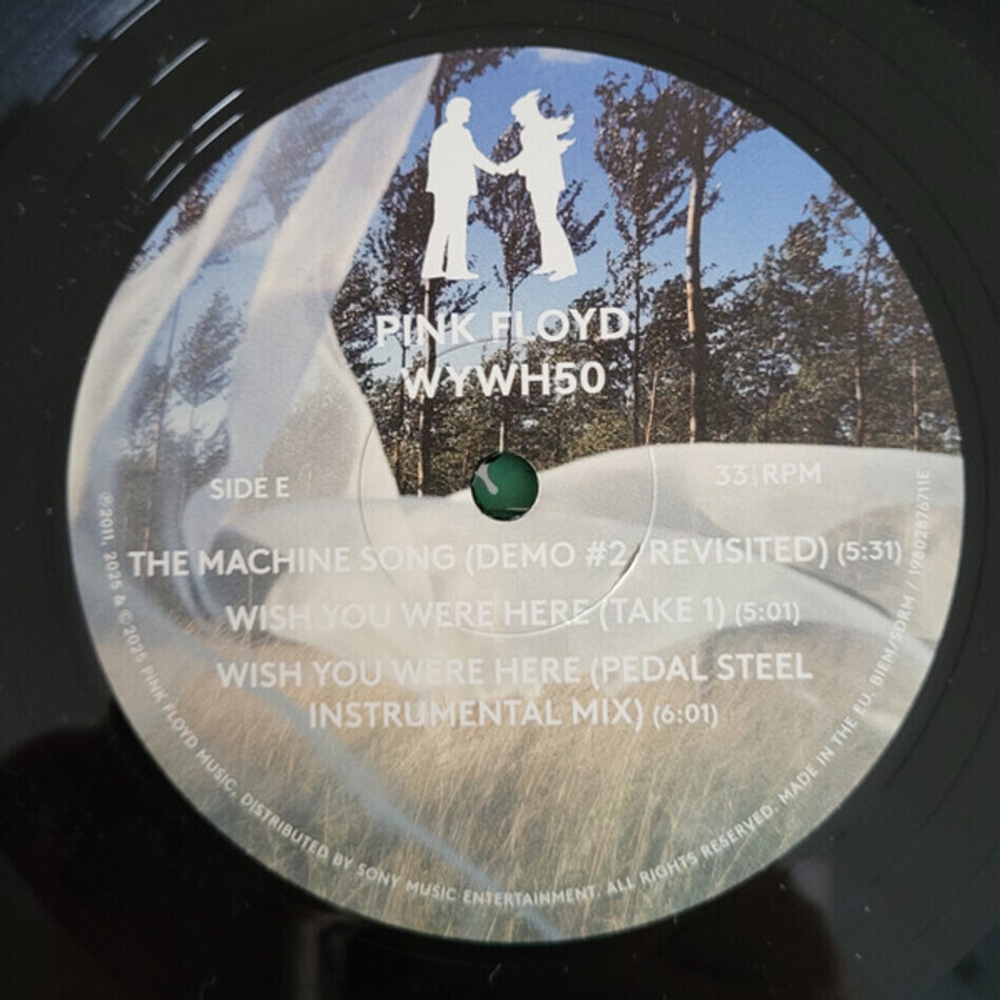 PINK FLOYD
WYWH50
SIDE E
33⅓ RPM
THE MACHINE SONG (DEMO #2, REVISITED) (5:31)
WISH YOU WERE HERE (TAKE 1) (5:01)
WISH YOU WERE HERE (PEDAL STEEL
INSTRUMENTAL MIX) (6:01)
℗2011, 2025 & ©2025 PINK FLOYD MUSIC. DISTRIBUTED BY SONY MUSIC ENTERTAINMENT. ALL RIGHTS RESERVED. MADE IN THE EU. BIEM/SDRM // 19802876711E